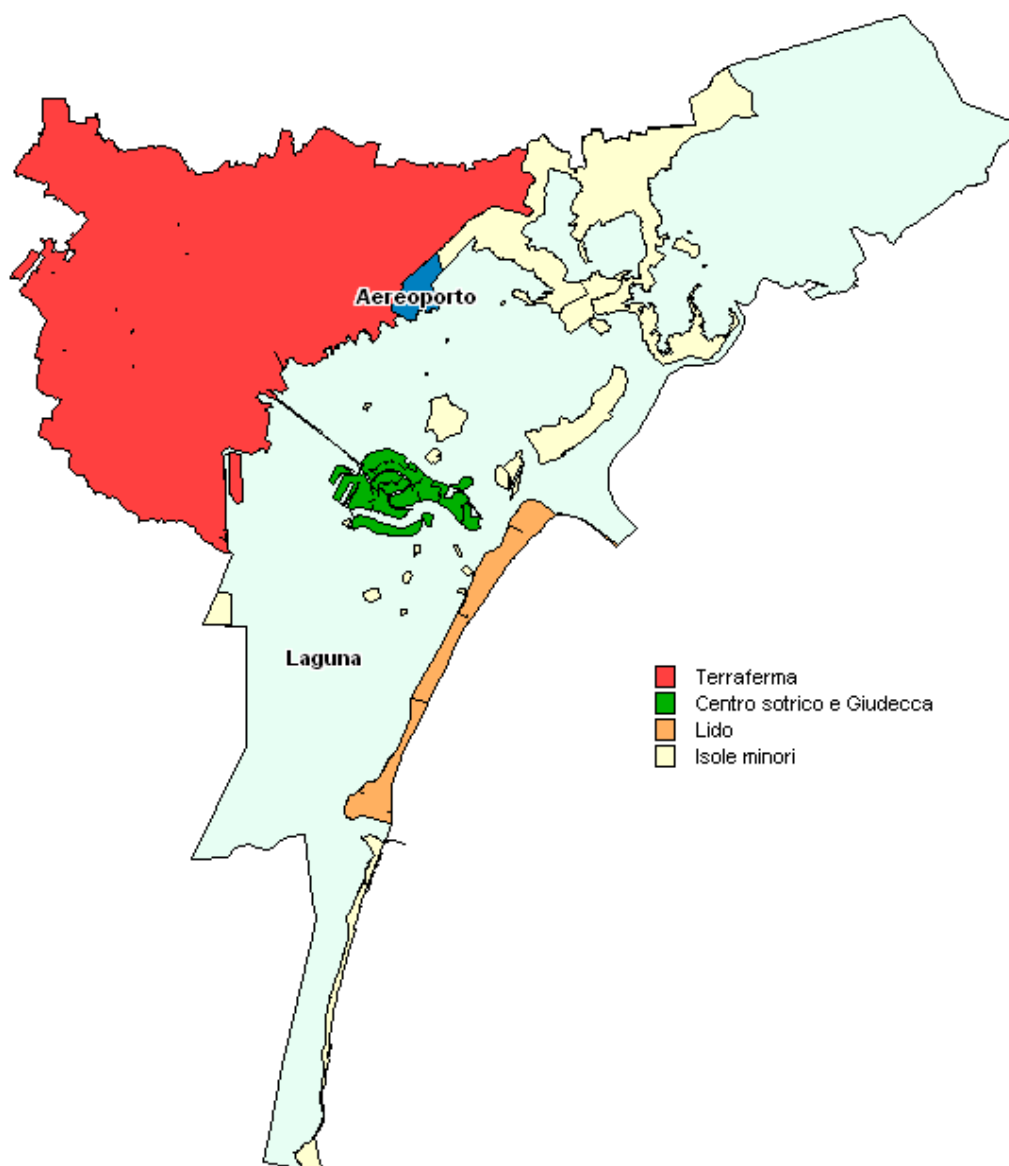 Aereoporto
Laguna
Terraferma
Centro sotrico e Giudecca
Lido
Isole minori